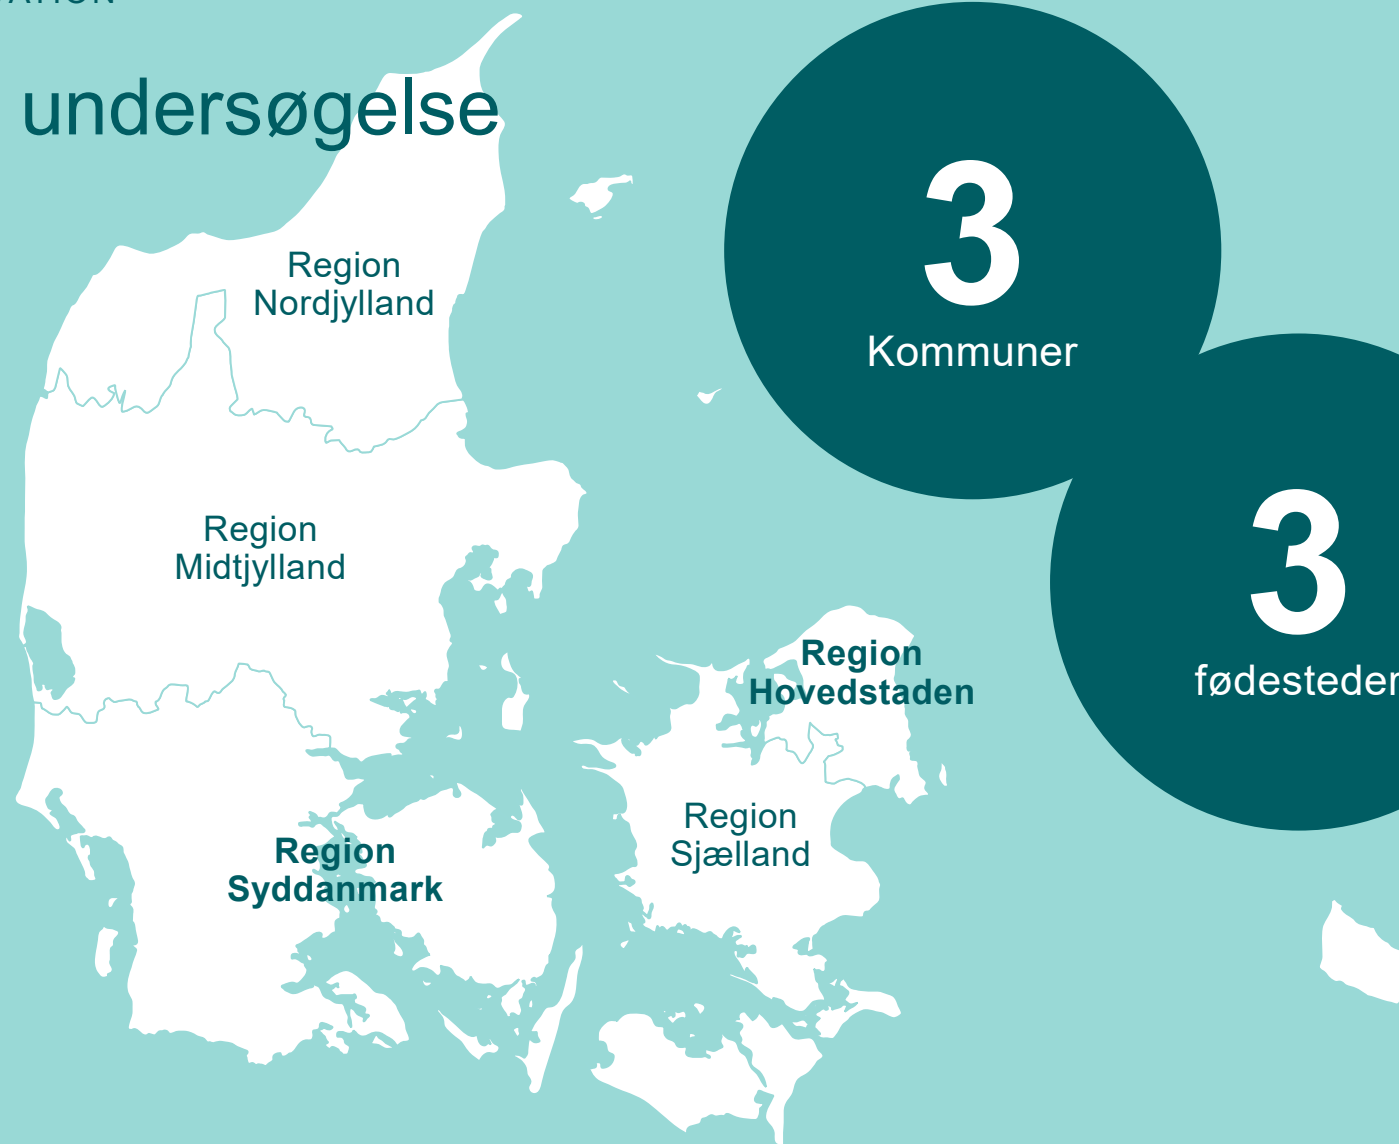 undersøgelse
3
Kommuner
Region
Nordjylland
3
fødesteder
Region
Midtjylland
Region
Hovedstaden
Region
Sjælland
Region
Syddanmark